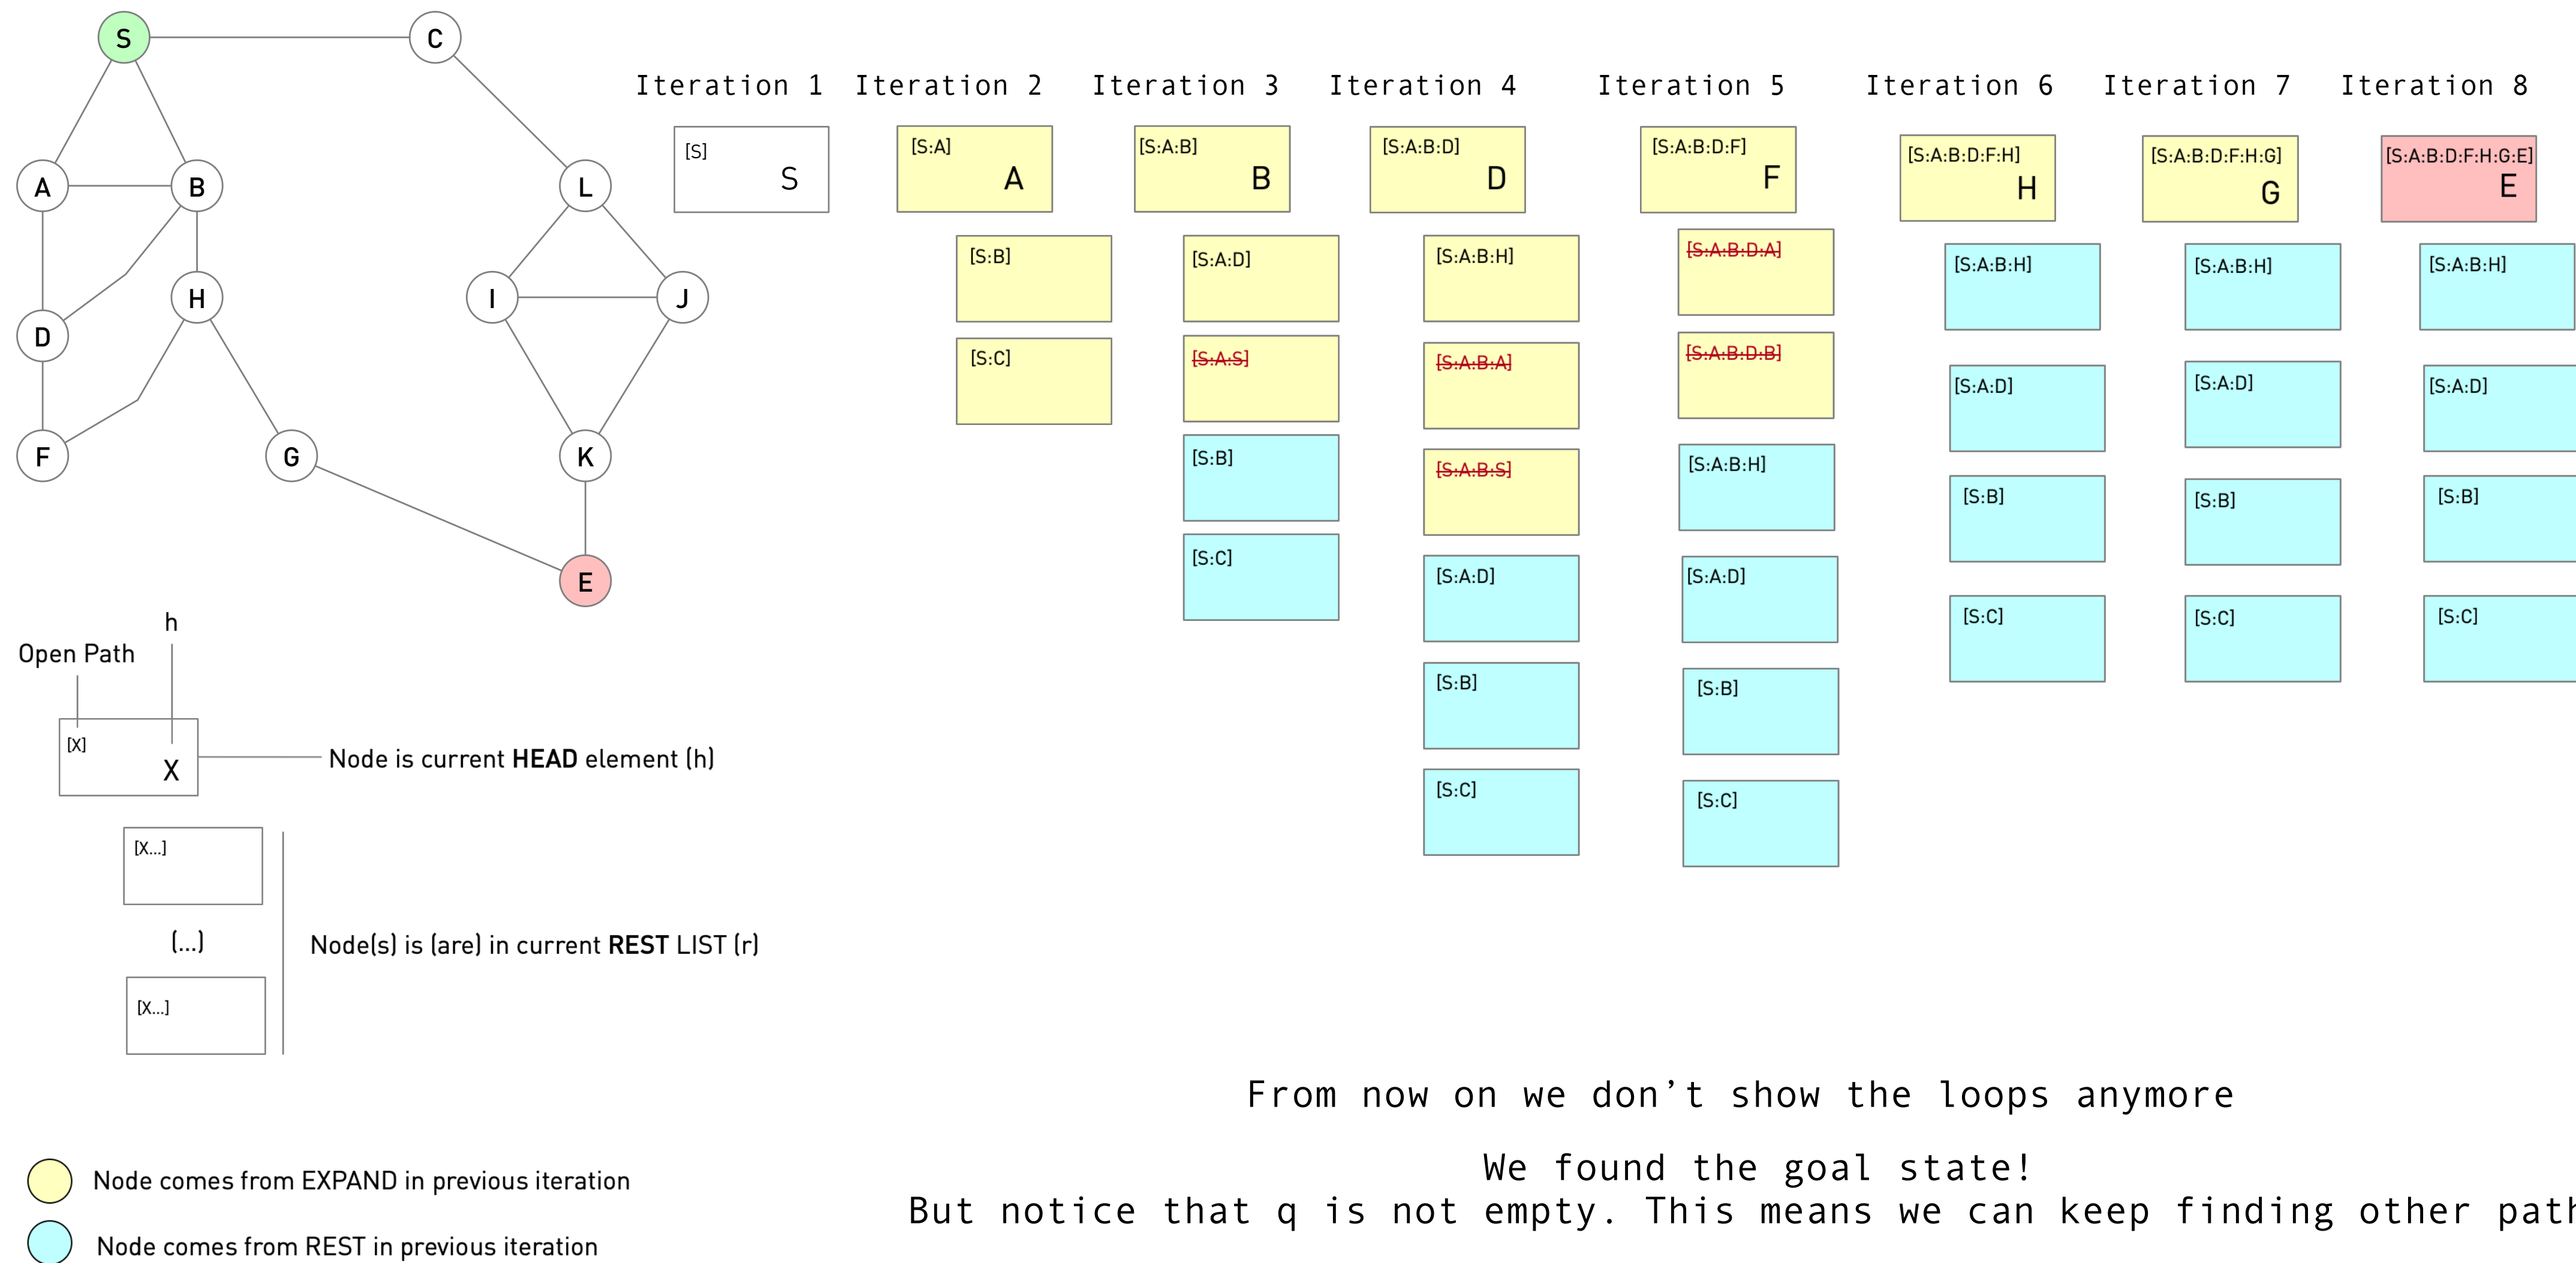 S
C
A
B
L
D
H
I
J
F
G
K
E
h
Open Path
[X]
X
Node is current HEAD element (h)
[X...]
(...)
Node(s) is (are) in current REST LIST (r)
[X...]
Node comes from EXPAND in previous iteration
Node comes from REST in previous iteration
Iteration 1
[S]
S
Iteration 2
[S:A]
A
[S:B]
[S:C]
Iteration 3
[S:A:B]
B
[S:A:D]
[S:A:S]
[S:B]
[S:C]
Iteration 4
[S:A:B:D]
D
[S:A:B:H]
[S:A:B:A]
[S:A:B:S]
[S:A:D]
[S:B]
[S:C]
Iteration 5
[S:A:B:D:F]
F
[S:A:B:D:A]
[S:A:B:D:B]
[S:A:B:H]
[S:A:D]
[S:B]
[S:C]
Iteration 6
[S:A:B:D:F:H]
H
[S:A:B:H]
[S:A:D]
[S:B]
[S:C]
Iteration 7
[S:A:B:D:F:H:G]
G
[S:A:B:H]
[S:A:D]
[S:B]
[S:C]
Iteration 8
[S:A:B:D:F:H:G:E]
E
[S:A:B:H]
[S:A:D]
[S:B]
[S:C]
From now on we don’t show the loops anymore
We found the goal state!
But notice that q is not empty. This means we can keep finding other path